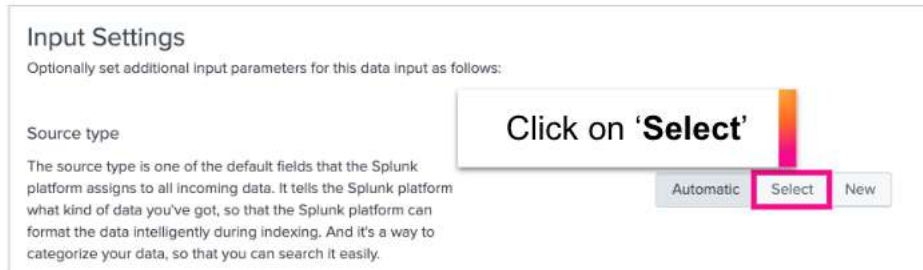 Input Settings
Optionally set additional input parameters for this data input as follows:
Click on ‘Select’
Source type
The source type is one of the default fields that the Splunk
platform assigns to all incoming data. It tells the Splunk platform
what kind of data you've got, so that the Splunk platform can
format the data intelligently during indexing. And it's a way to
categorize your data, so that you can search it easily.
Automatic Select New